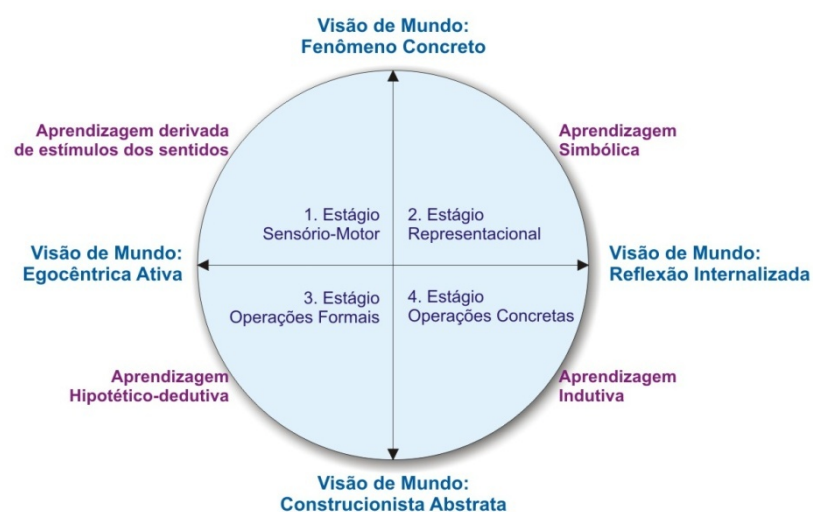 Visão de Mundo:
Fenômeno Concreto
Aprendizagem derivada
de estímulos dos sentidos
Aprendizagem
Simbólica
1. Estágio
Sensório-Motor
2. Estágio
Representacional
Visão de Mundo:
Egocêntrica Ativa
Visão de Mundo:
Reflexão Internalizada
3. Estágio
Operações Formais
4. Estágio
Operações Concretas
Aprendizagem
Hipotético-dedutiva
Aprendizagem
Indutiva
Visão de Mundo:
Construcionista Abstrata